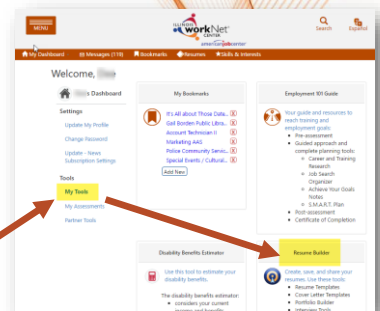 MENU
ILLINOIS
workNet
CENTER
americanjobcenter
Search
Español
My Dashboard
Messages (119)
Bookmarks
Resumes
Skills & Interests
Welcome,
's Dashboard
Settings
Update My Profile
Change Password
Update - News
Subscription Settings
Tools
My Tools
My Assessments
Partner Tools
My Bookmarks
It's All about Those Data... X
Gail Borden Public Libra... X
Account Technician II X
Marketing AAS X
Police Community Servic... X
Special Events / Cultural... X
Add New
Employment 101 Guide
Your guide and resources to
reach training and
employment goals:
• Pre-assessment
• Guided approach and
complete planning tools:
o Career and Training
Research
o Job Search
Organizer
o Achieve Your Goals
Notes
o S.M.A.R.T. Plan
• Post-assessment
• Certificate of Completion
Disability Benefits Estimator
Use this tool to estimate your
disability benefits.
The disability benefits estimator:
• considers your current
income and benefits
Resume Builder
Create, save, and share your
resumes. Use these tools:
• Resume Templates
• Cover Letter Templates
• Portfolio Builder
• Interview Tools